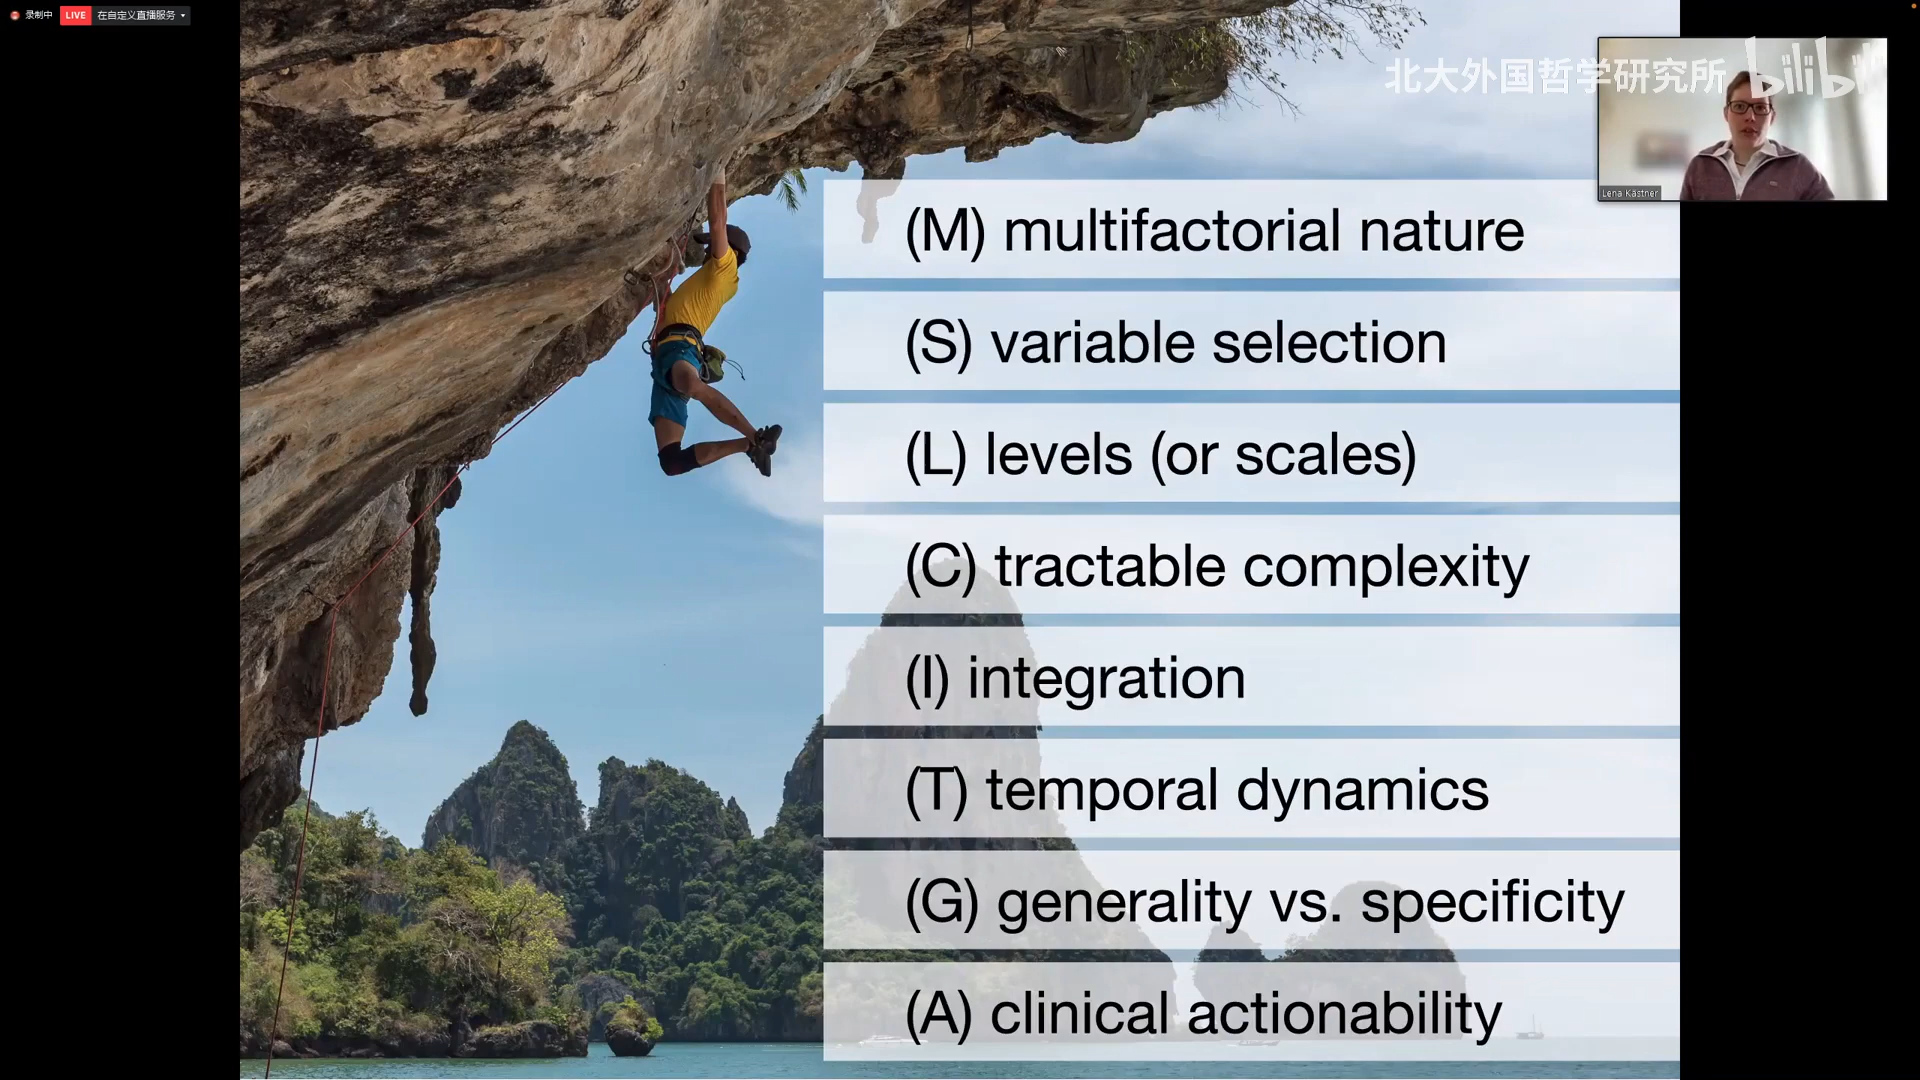 录制中
LIVE 在自定义直播服务
北大外国哲学研究所 bilibili
Lena Kästner
(M) multifactorial nature
(S) variable selection
(L) levels (or scales)
(C) tractable complexity
(I) integration
(T) temporal dynamics
(G) generality vs. specificity
(A) clinical actionability